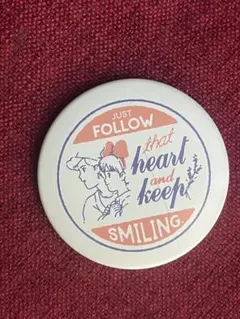 JUST
FOLLOW
that
heart
and
keep
SMILING.